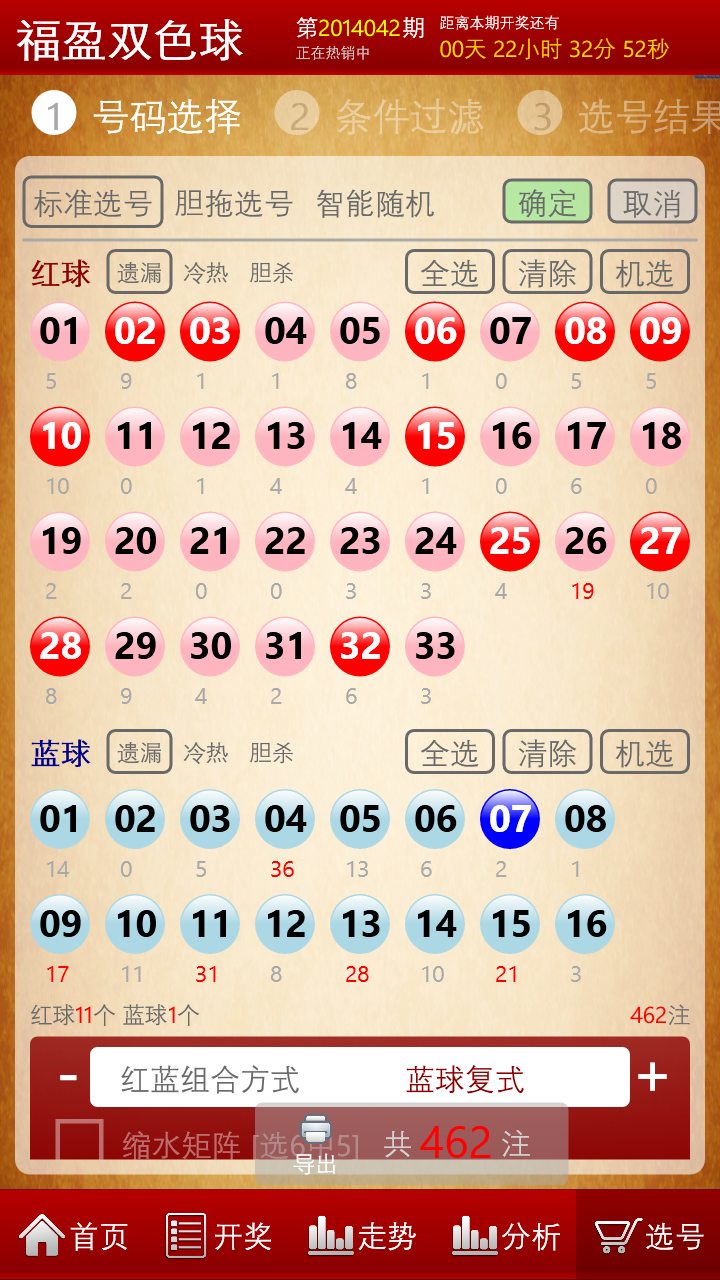 福盈双色球
第2014042期
正在热销中
距离本期开奖还有
00天 22小时 32分 52秒
1 号码选择 2 条件过滤 3 选号结果
标准选号 胆拖选号 智能随机 确定 取消
红球 遗漏 冷热 胆杀 全选 清除 机选
01 02 03 04 05 06 07 08 09
5 9 1 1 8 1 0 5 5
10 11 12 13 14 15 16 17 18
10 0 1 4 4 1 0 6 0
19 20 21 22 23 24 25 26 27
2 2 0 0 3 3 4 19 10
28 29 30 31 32 33
8 9 4 2 6 3
蓝球 遗漏 冷热 胆杀 全选 清除 机选
01 02 03 04 05 06 07 08
14 0 5 36 13 6 2 1
09 10 11 12 13 14 15 16
17 11 31 8 28 10 21 3
红球11个 蓝球1个 462注
- 红蓝组合方式 蓝球复式 +
缩水矩阵 [选6中5]
导出 共 462 注
首页 开奖 走势 分析 选号